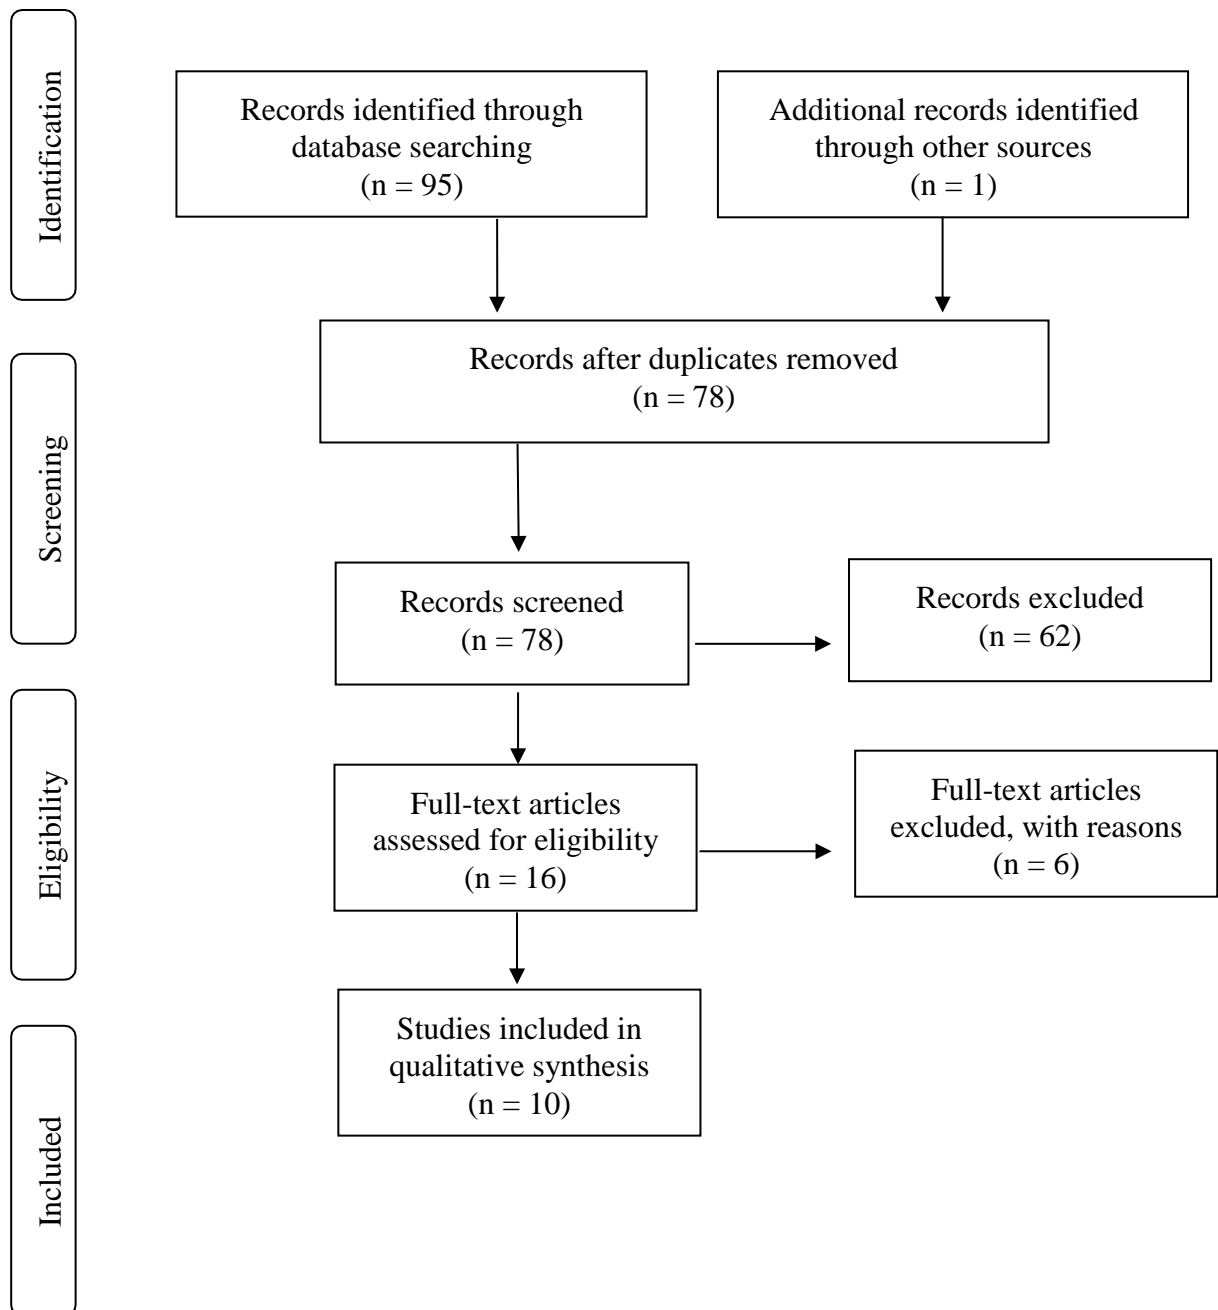 Identification
Records identified through
database searching
(n = 95)
Additional records identified
through other sources
(n = 1)
Records after duplicates removed
(n = 78)
Screening
Records screened
(n = 78)
Records excluded
(n = 62)
Eligibility
Full-text articles
assessed for eligibility
(n = 16)
Full-text articles
excluded, with reasons
(n = 6)
Studies included in
qualitative synthesis
(n = 10)
Included